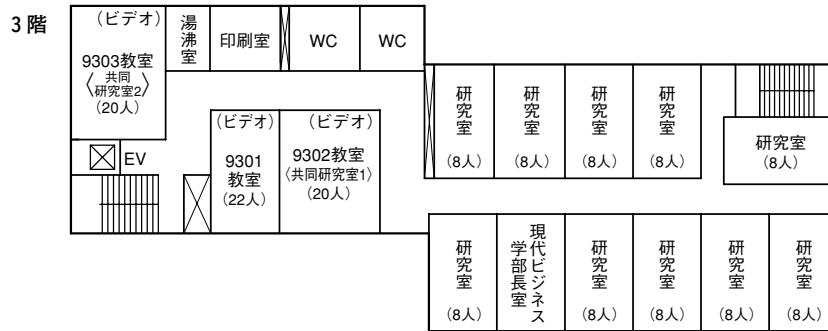 3階
(ビデオ)
9303教室
〈共同
研究室2〉
(20人)
湯沸室
印刷室
WC
WC
EV
(ビデオ)
9301
教室
(22人)
(ビデオ)
9302教室
〈共同研究室1〉
(20人)
研究室
(8人)
研究室
(8人)
研究室
(8人)
研究室
(8人)
研究室
(8人)
研究室
(8人)
現代ビジネス
学部長室
研究室
(8人)
研究室
(8人)
研究室
(8人)
研究室
(8人)